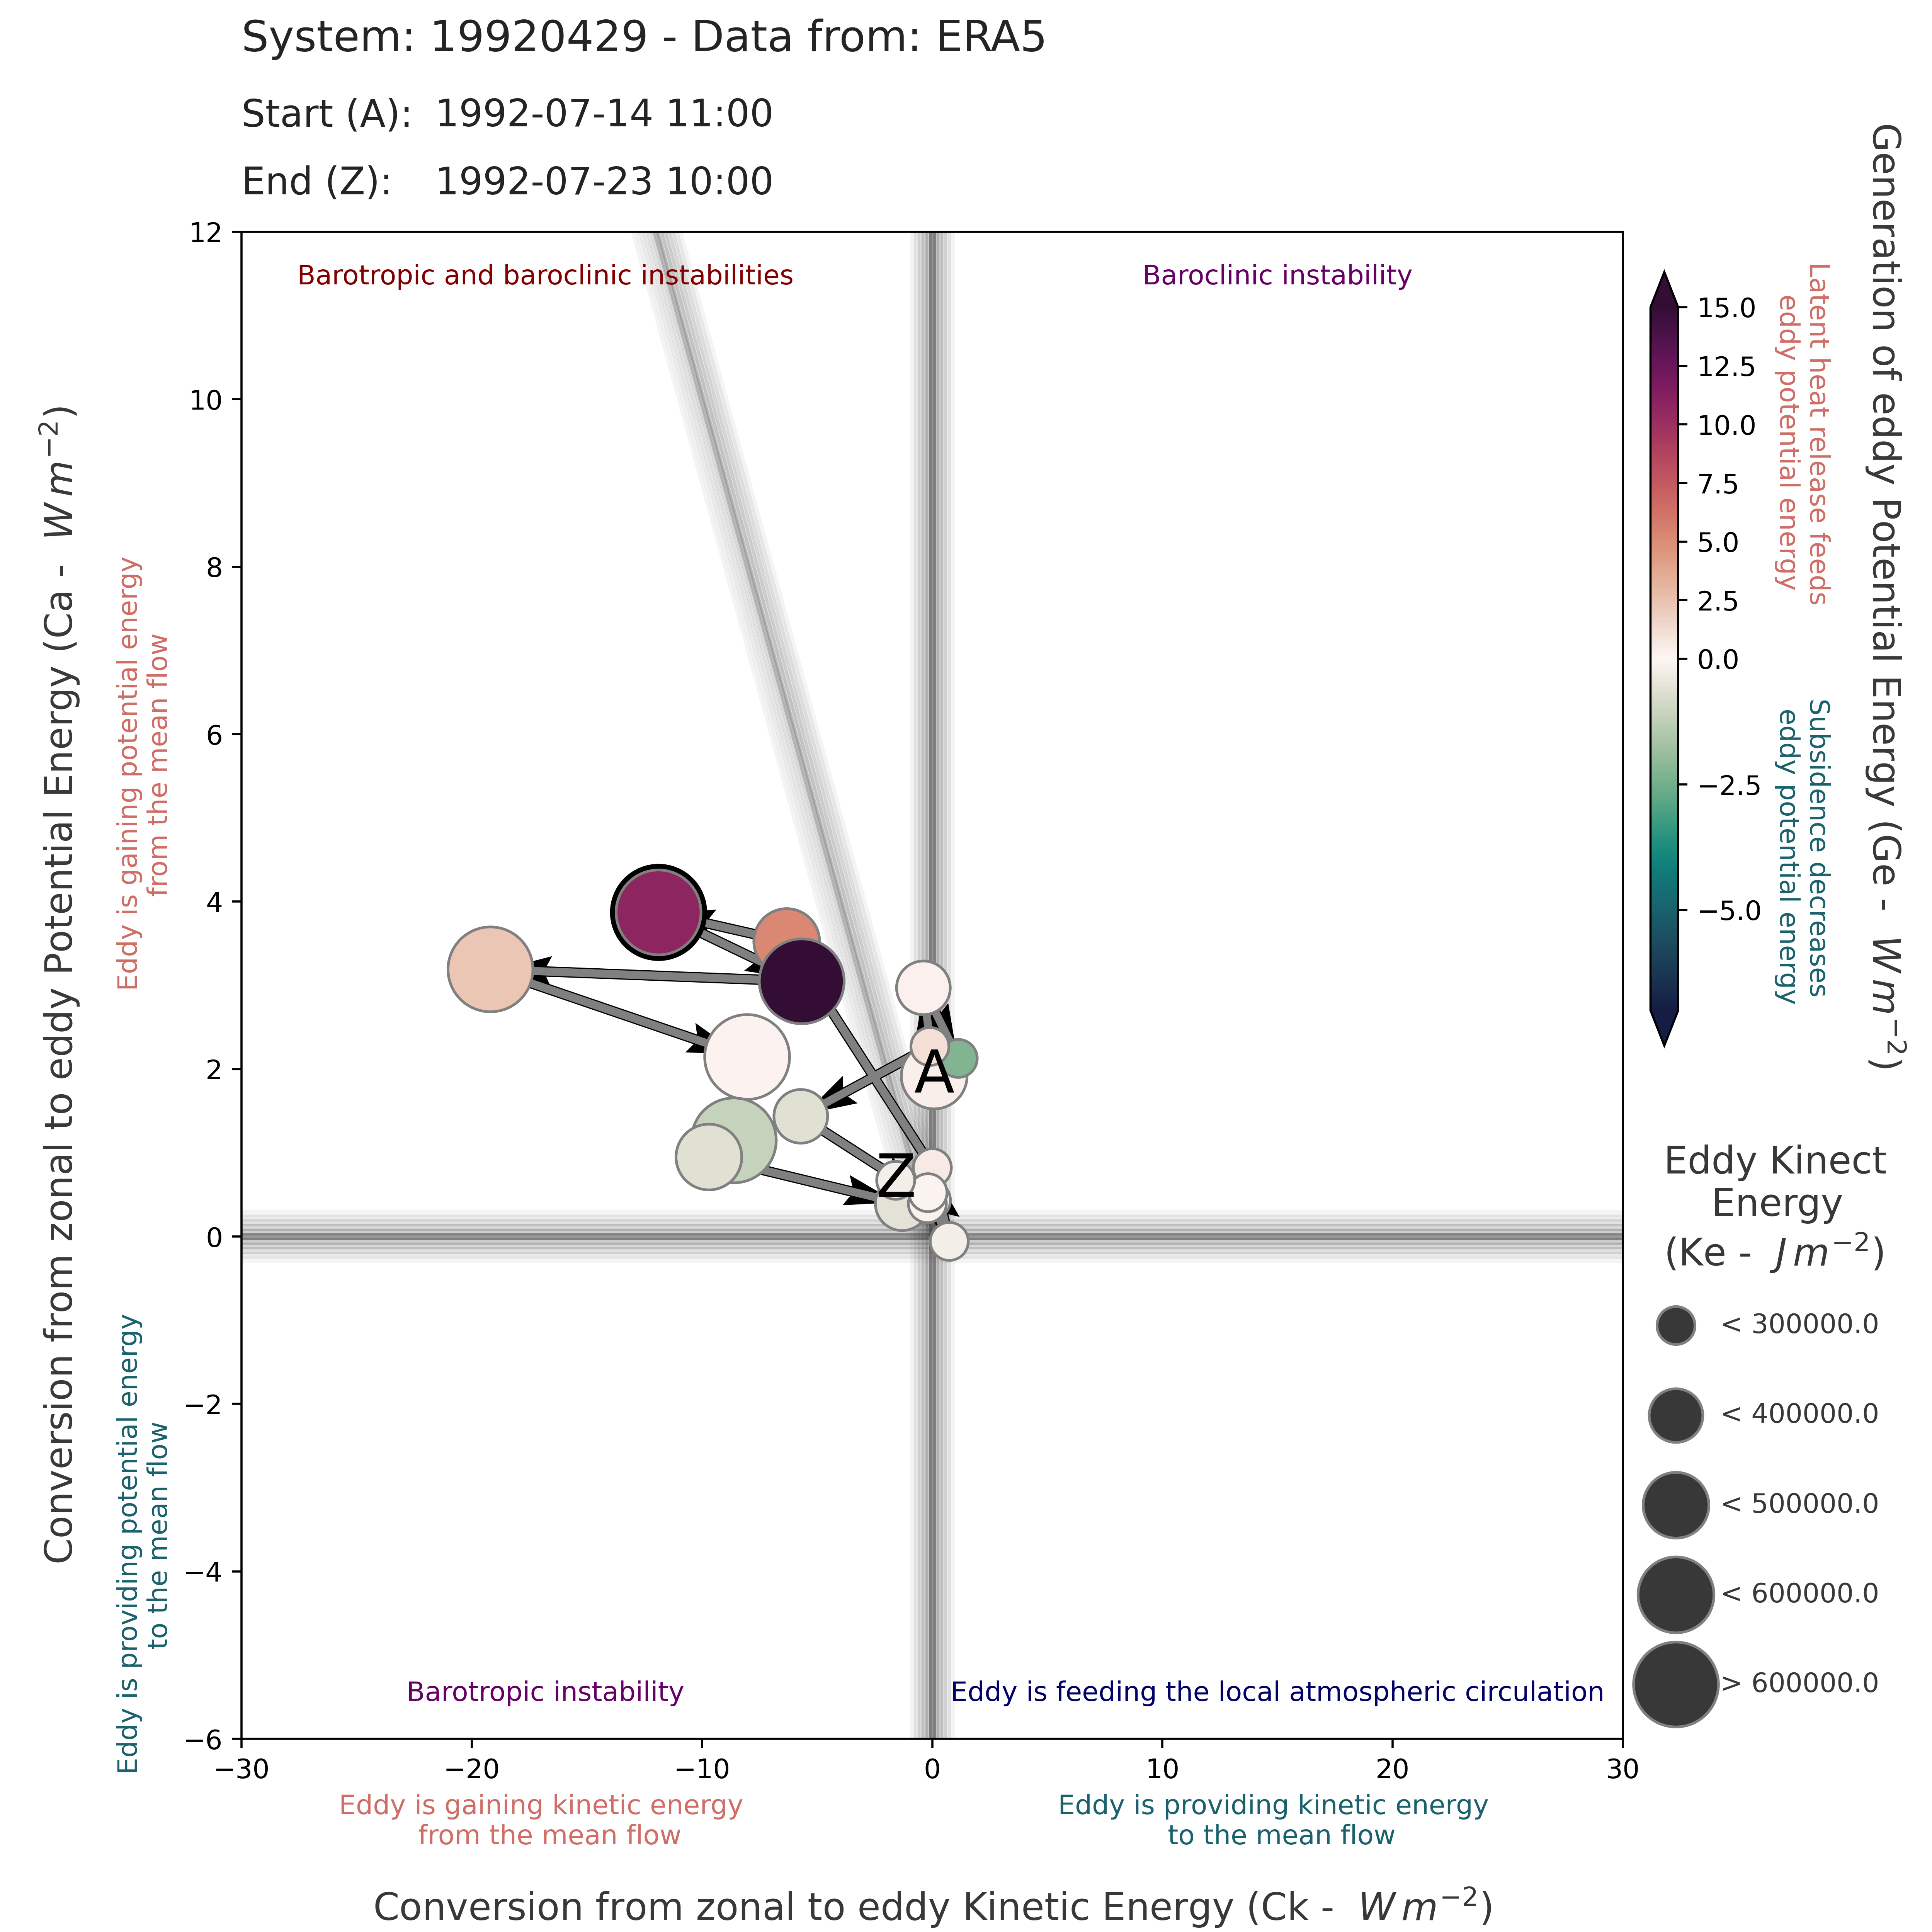 System: 19920429 - Data from: ERA5
Start (A): 1992-07-14 11:00
End (Z): 1992-07-23 10:00
Barotropic and baroclinic instabilities
Baroclinic instability
Barotropic instability
Eddy is feeding the local atmospheric circulation
A
Z
12
10
8
6
4
2
0
−2
−4
−6
−30
−20
−10
0
10
20
30
Conversion from zonal to eddy Potential Energy (Ca - W m⁻²)
Eddy is gaining potential energy
from the mean flow
Eddy is providing potential energy
to the mean flow
Eddy is gaining kinetic energy
from the mean flow
Eddy is providing kinetic energy
to the mean flow
Conversion from zonal to eddy Kinetic Energy (Ck - W m⁻²)
15.0
12.5
10.0
7.5
5.0
2.5
0.0
−2.5
−5.0
Latent heat release feeds
eddy potential energy
Subsidence decreases
eddy potential energy
Generation of eddy Potential Energy (Ge - W m⁻²)
Eddy Kinect
Energy
(Ke - J m⁻²)
< 300000.0
< 400000.0
< 500000.0
< 600000.0
> 600000.0